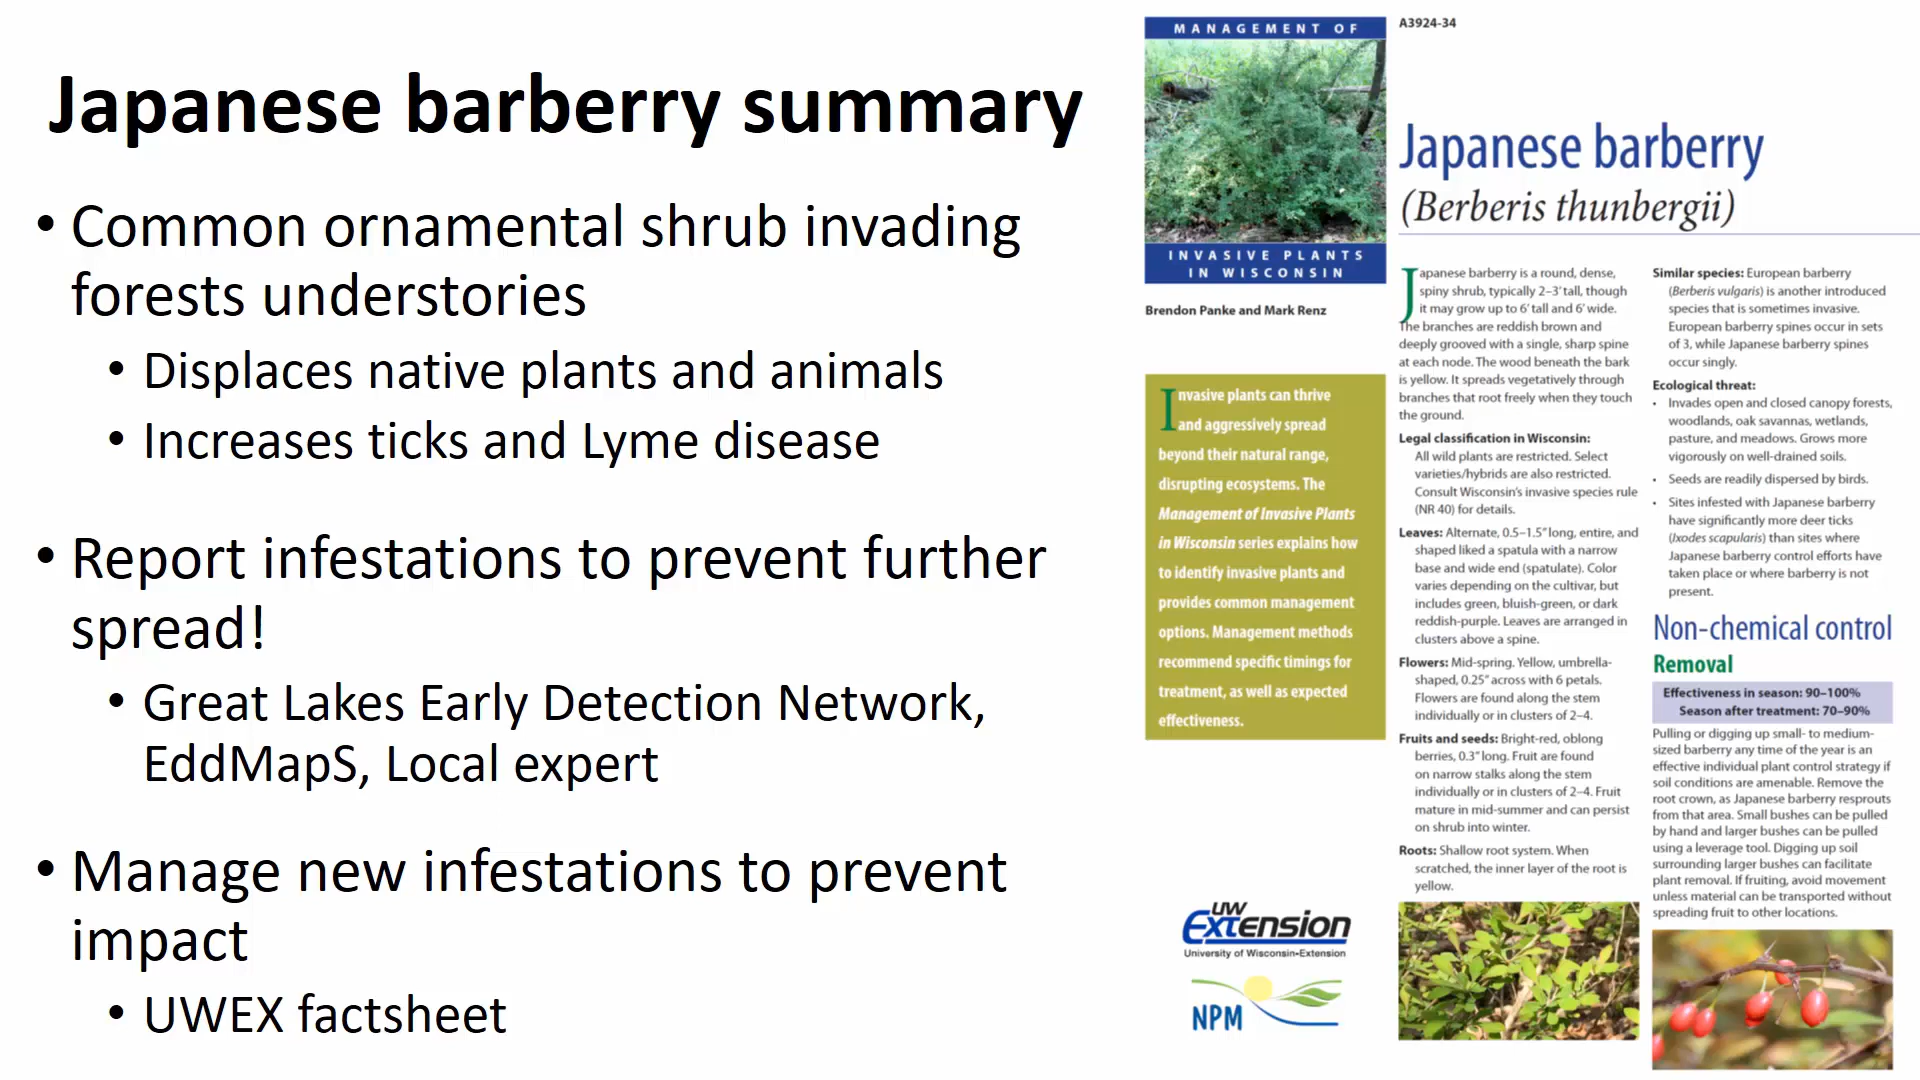 Japanese barberry summary
• Common ornamental shrub invading
forests understories
• Displaces native plants and animals
• Increases ticks and Lyme disease
• Report infestations to prevent further
spread!
• Great Lakes Early Detection Network,
EddMapS, Local expert
• Manage new infestations to prevent
impact
• UWEX factsheet
MANAGEMENT OF
INVASIVE PLANTS
IN WISCONSIN
Brendon Panke and Mark Renz
Invasive plants can thrive
and aggressively spread
beyond their natural range,
disrupting ecosystems. The
Management of Invasive Plants
in Wisconsin series explains how
to identify invasive plants and
provides common management
options. Management methods
recommend specific timings for
treatment, as well as expected
effectiveness.
UW
Extension
University of Wisconsin-Extension
NPM
A3924-34
Japanese barberry
(Berberis thunbergii)
Japanese barberry is a round, dense,
spiny shrub, typically 2–3' tall, though
it may grow up to 6' tall and 6' wide.
The branches are reddish brown and
deeply grooved with a single, sharp spine
at each node. The wood beneath the bark
is yellow. It spreads vegetatively through
branches that root freely when they touch
the ground.
Legal classification in Wisconsin:
All wild plants are restricted. Select
varieties/hybrids are also restricted.
Consult Wisconsin's invasive species rule
(NR 40) for details.
Leaves: Alternate, 0.5–1.5" long, entire, and
shaped liked a spatula with a narrow
base and wide end (spatulate). Color
varies depending on the cultivar, but
includes green, bluish-green, or dark
reddish-purple. Leaves are arranged in
clusters above a spine.
Flowers: Mid-spring. Yellow, umbrella-
shaped, 0.25" across with 6 petals.
Flowers are found along the stem
individually or in clusters of 2–4.
Fruits and seeds: Bright-red, oblong
berries, 0.3" long. Fruit are found
on narrow stalks along the stem
individually or in clusters of 2–4. Fruit
mature in mid-summer and can persist
on shrub into winter.
Roots: Shallow root system. When
scratched, the inner layer of the root is
yellow.
Similar species: European barberry
(Berberis vulgaris) is another introduced
species that is sometimes invasive.
European barberry spines occur in sets
of 3, while Japanese barberry spines
occur singly.
Ecological threat:
• Invades open and closed canopy forests,
woodlands, oak savannas, wetlands,
pasture, and meadows. Grows more
vigorously on well-drained soils.
• Seeds are readily dispersed by birds.
• Sites infested with Japanese barberry
have significantly more deer ticks
(Ixodes scapularis) than sites where
Japanese barberry control efforts have
taken place or where barberry is not
present.
Non-chemical control
Removal
Effectiveness in season: 90–100%
Season after treatment: 70–90%
Pulling or digging up small- to medium-
sized barberry any time of the year is an
effective individual plant control strategy if
soil conditions are amenable. Remove the
root crown, as Japanese barberry resprouts
from that area. Small bushes can be pulled
by hand and larger bushes can be pulled
using a leverage tool. Digging up soil
surrounding larger bushes can facilitate
plant removal. If fruiting, avoid movement
unless material can be transported without
spreading fruit to other locations.